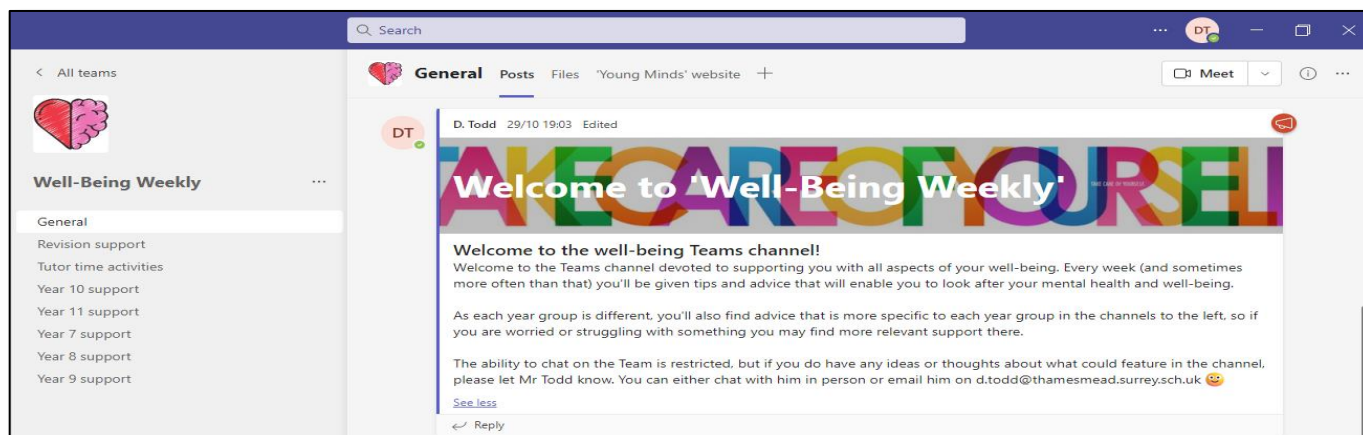 Search
DT
All teams
Well-Being Weekly
General
Revision support
Tutor time activities
Year 10 support
Year 11 support
Year 7 support
Year 8 support
Year 9 support
General Posts Files 'Young Minds' website
Meet
DT
D. Todd 29/10 19:03 Edited
TAKE CARE OF YOURSELF
TAKE CARE OF YOURSELF
Welcome to 'Well-Being Weekly'
Welcome to the well-being Teams channel!
Welcome to the Teams channel devoted to supporting you with all aspects of your well-being. Every week (and sometimes
more often than that) you'll be given tips and advice that will enable you to look after your mental health and well-being.
As each year group is different, you'll also find advice that is more specific to each year group in the channels to the left, so if
you are worried or struggling with something you may find more relevant support there.
The ability to chat on the Team is restricted, but if you do have any ideas or thoughts about what could feature in the channel,
please let Mr Todd know. You can either chat with him in person or email him on d.todd@thamesmead.surrey.sch.uk
See less
Reply